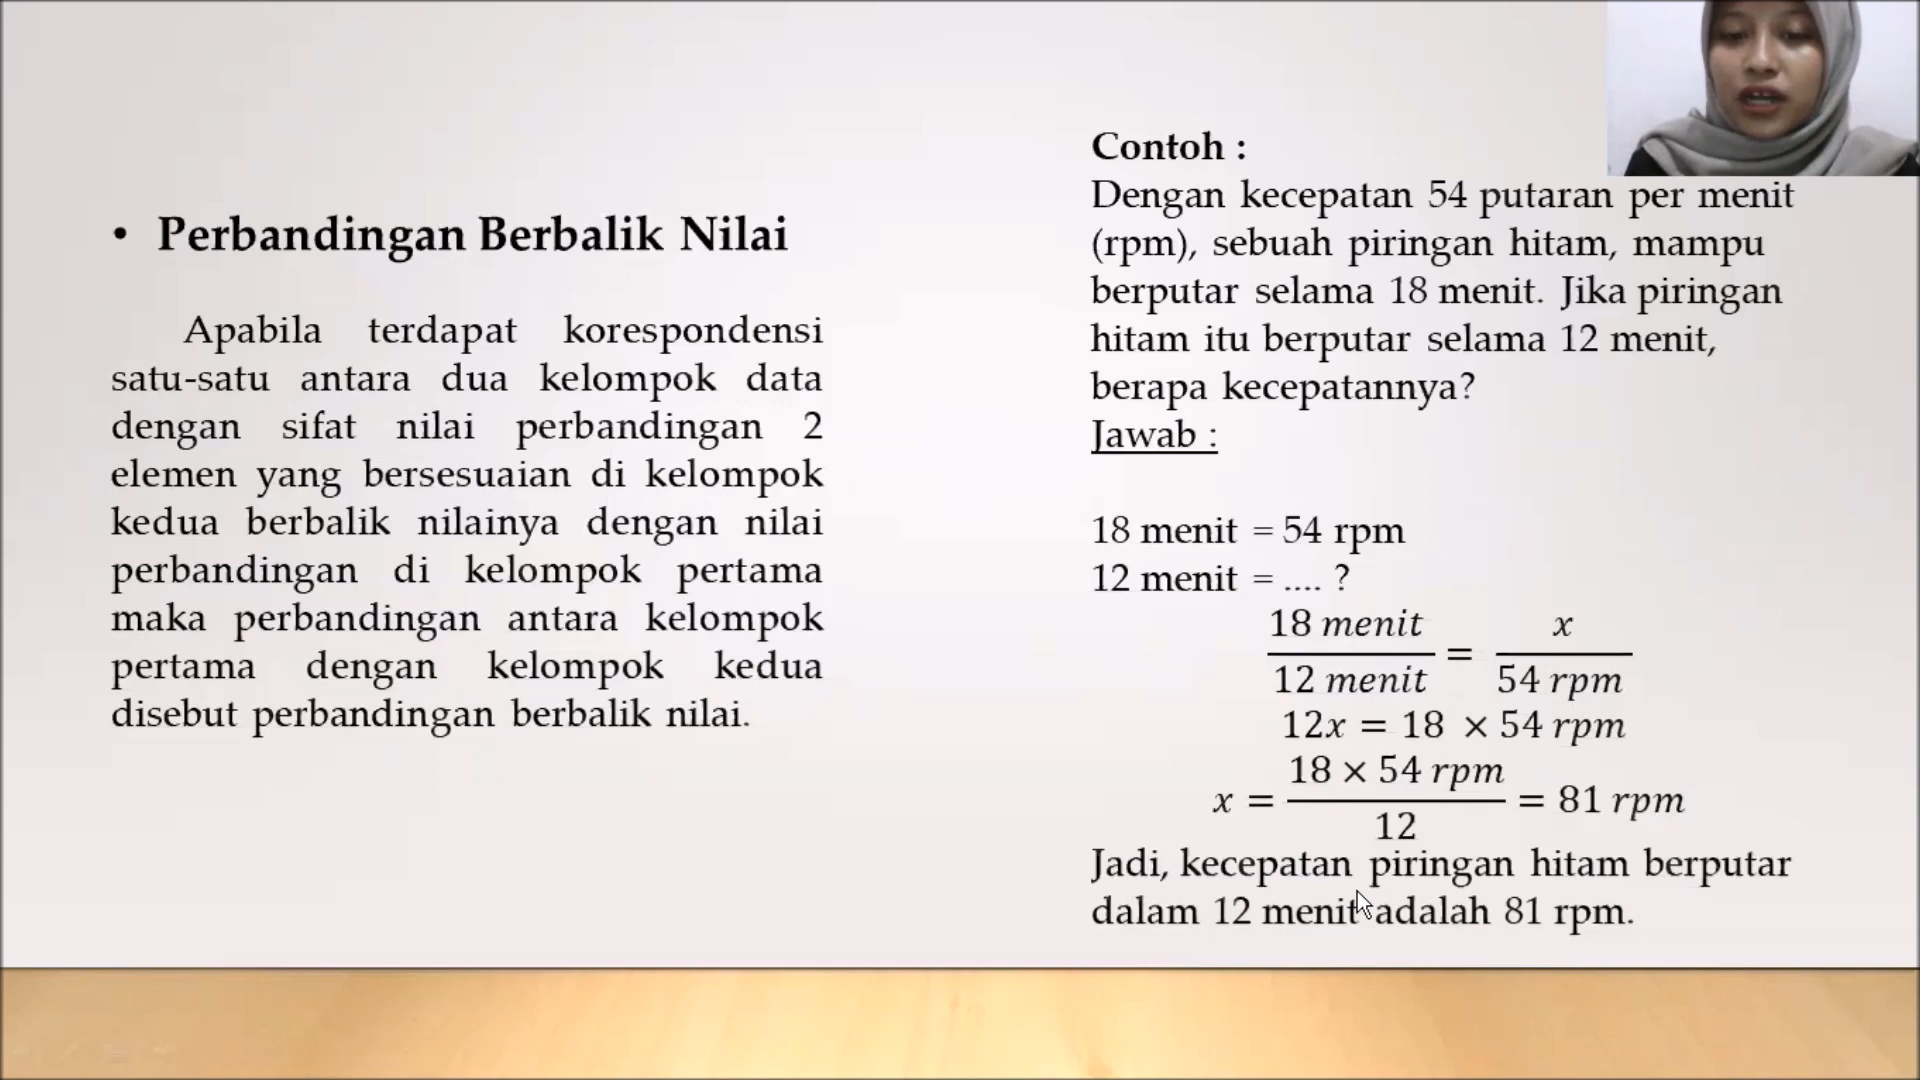 • Perbandingan Berbalik Nilai
Apabila terdapat korespondensi
satu-satu antara dua kelompok data
dengan sifat nilai perbandingan 2
elemen yang bersesuaian di kelompok
kedua berbalik nilainya dengan nilai
perbandingan di kelompok pertama
maka perbandingan antara kelompok
pertama dengan kelompok kedua
disebut perbandingan berbalik nilai.
Contoh :
Dengan kecepatan 54 putaran per menit
(rpm), sebuah piringan hitam, mampu
berputar selama 18 menit. Jika piringan
hitam itu berputar selama 12 menit,
berapa kecepatannya?
Jawab :
18 menit = 54 rpm
12 menit = .... ?
18 menit / 12 menit = x / 54 rpm
12x = 18 × 54 rpm
x = 18 × 54 rpm / 12 = 81 rpm
Jadi, kecepatan piringan hitam berputar
dalam 12 menit adalah 81 rpm.